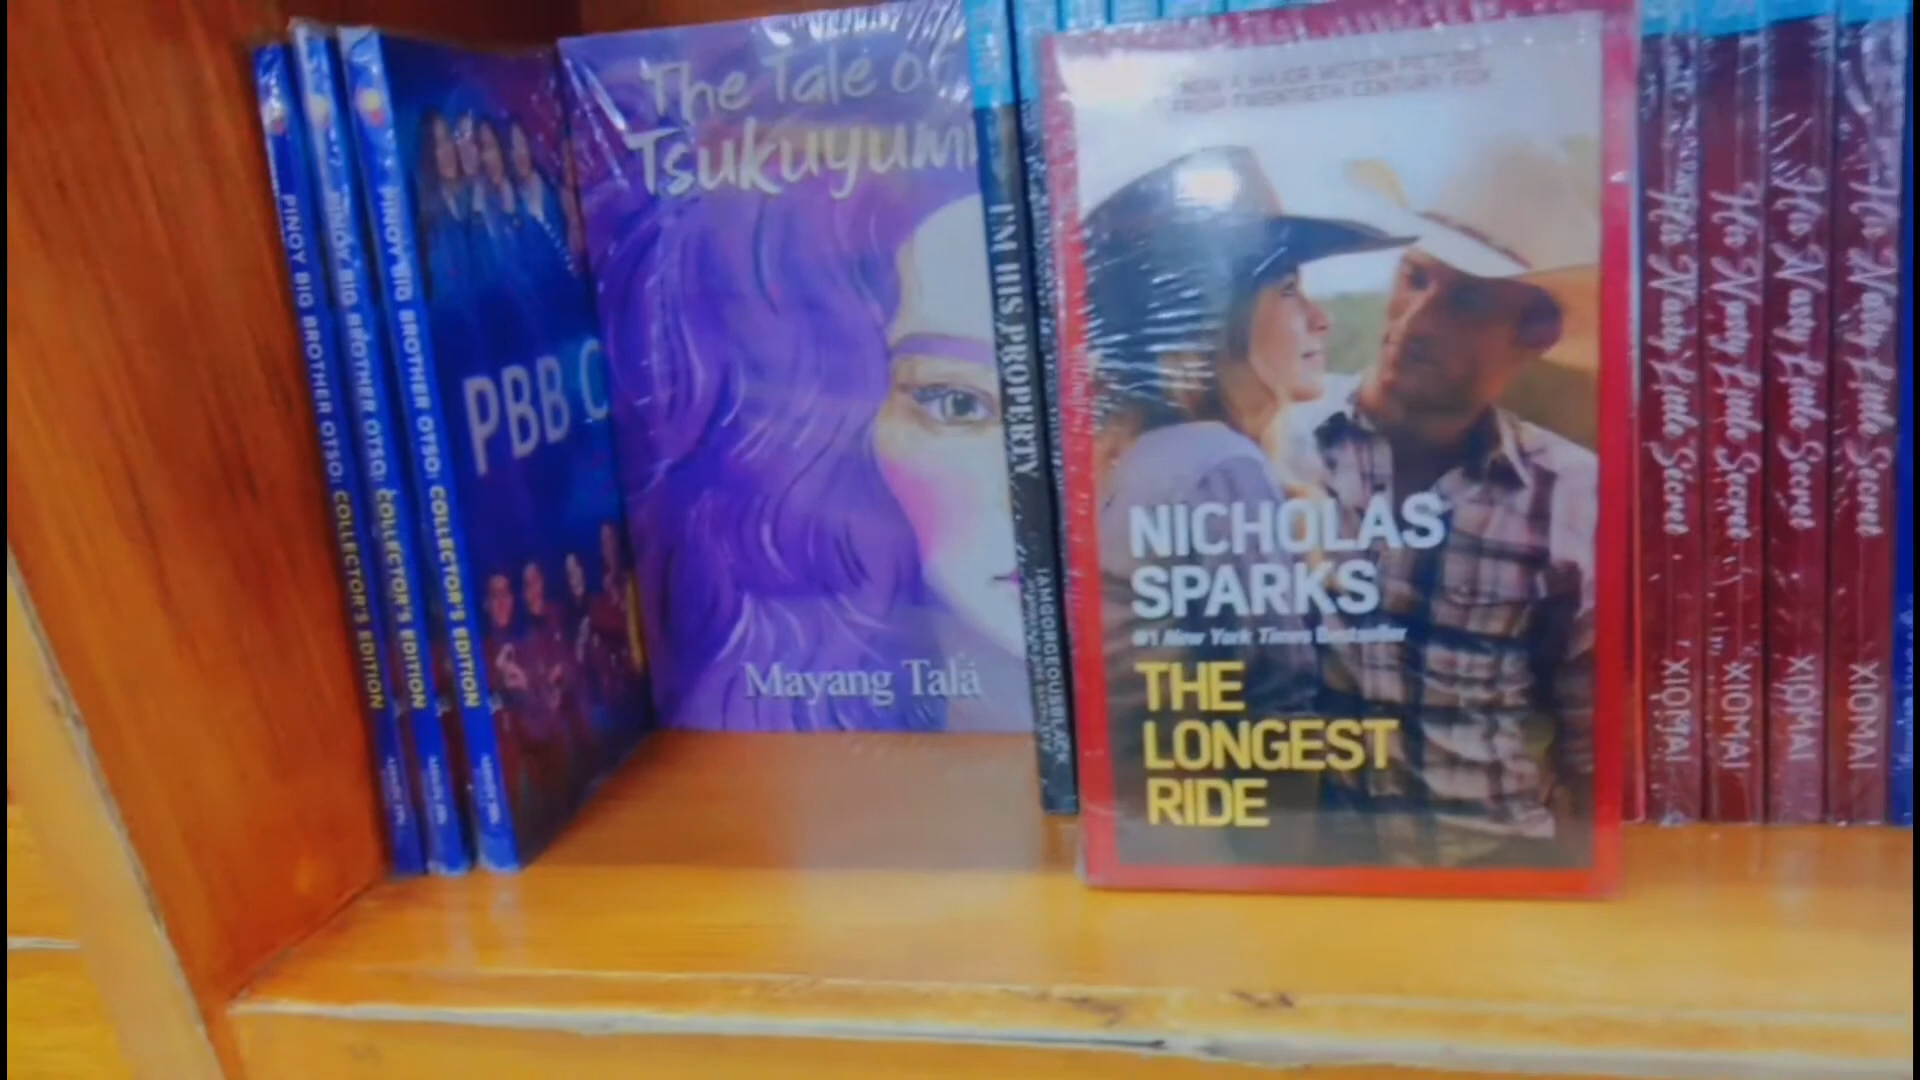 PINOY BIG BROTHER OTSO: COLLECTOR'S EDITION
PINOY BIG BROTHER OTSO: COLLECTOR'S EDITION
PINOY BIG BROTHER OTSO: COLLECTOR'S EDITION
PBB
The Tale of
Tsukuyumi
Mayang Tala
I'M HIS PROPERTY
NOW A MAJOR MOTION PICTURE
FROM TWENTIETH CENTURY FOX
NICHOLAS
SPARKS
#1 New York Times Bestseller
THE
LONGEST
RIDE
His Nasty Little Secret XIOMAI
His Nasty Little Secret XIOMAI
His Nasty Little Secret XIOMAI
His Nasty Little Secret XIOMAI